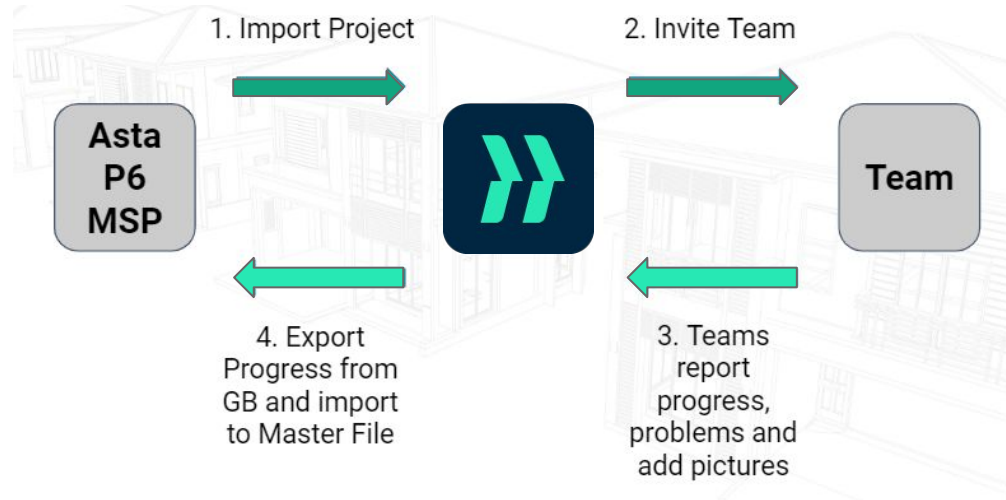 1. Import Project
2. Invite Team
Asta
P6
MSP
Team
4. Export
Progress from
GB and import
to Master File
3. Teams
report
progress,
problems and
add pictures